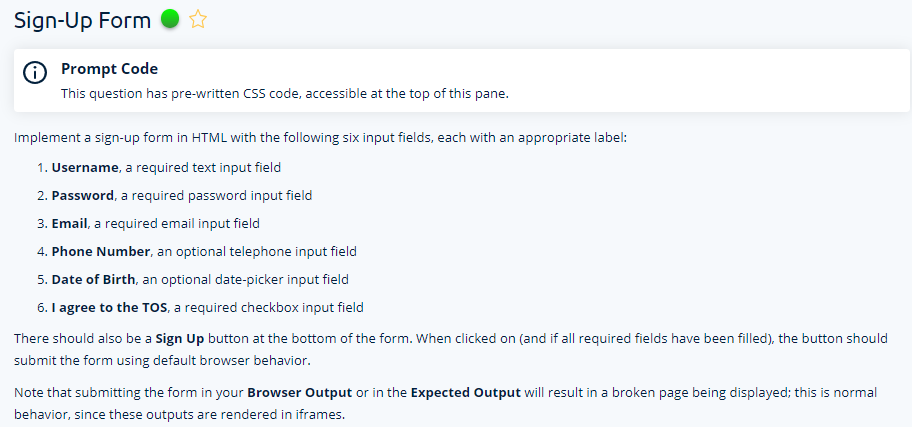 Sign-Up Form
Prompt Code
This question has pre-written CSS code, accessible at the top of this pane.
Implement a sign-up form in HTML with the following six input fields, each with an appropriate label:
1. Username, a required text input field
2. Password, a required password input field
3. Email, a required email input field
4. Phone Number, an optional telephone input field
5. Date of Birth, an optional date-picker input field
6. I agree to the TOS, a required checkbox input field
There should also be a Sign Up button at the bottom of the form. When clicked on (and if all required fields have been filled), the button should
submit the form using default browser behavior.
Note that submitting the form in your Browser Output or in the Expected Output will result in a broken page being displayed; this is normal
behavior, since these outputs are rendered in iframes.